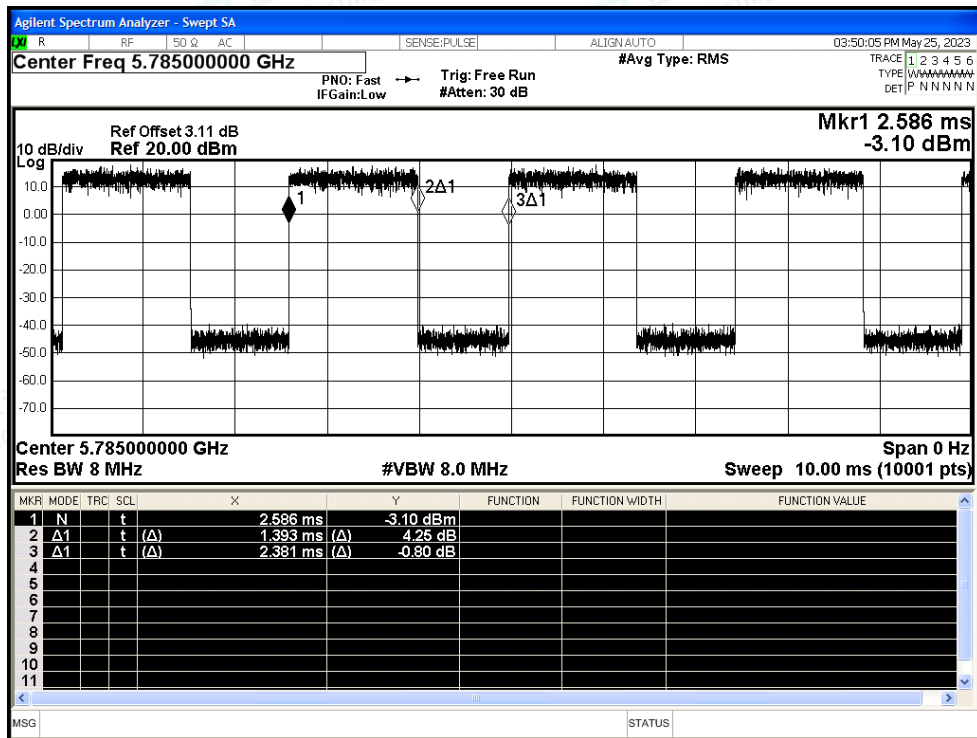 Agilent Spectrum Analyzer - Swept SA
LXI R RF 50 Ω AC SENSE:PULSE ALIGN AUTO 03:50:05 PM May 25, 2023
Center Freq 5.785000000 GHz
#Avg Type: RMS
TRACE 1 2 3 4 5 6
PNO: Fast Trig: Free Run
TYPE WWWWWW
IFGain:Low #Atten: 30 dB
DET P N N N N N
Mkr1 2.586 ms
-3.10 dBm
Ref Offset 3.11 dB
10 dB/div Ref 20.00 dBm
Log
10.0
0.00
-10.0
-20.0
-30.0
-40.0
-50.0
-60.0
-70.0
1
2Δ1
3Δ1
Center 5.785000000 GHz Span 0 Hz
Res BW 8 MHz #VBW 8.0 MHz Sweep 10.00 ms (10001 pts)
MKR MODE TRC SCL X Y FUNCTION FUNCTION WIDTH FUNCTION VALUE
1 N t 2.586 ms -3.10 dBm
2 Δ1 t (Δ) 1.393 ms (Δ) 4.25 dB
3 Δ1 t (Δ) 2.381 ms (Δ) -0.80 dB
4
5
6
7
8
9
10
11
MSG STATUS